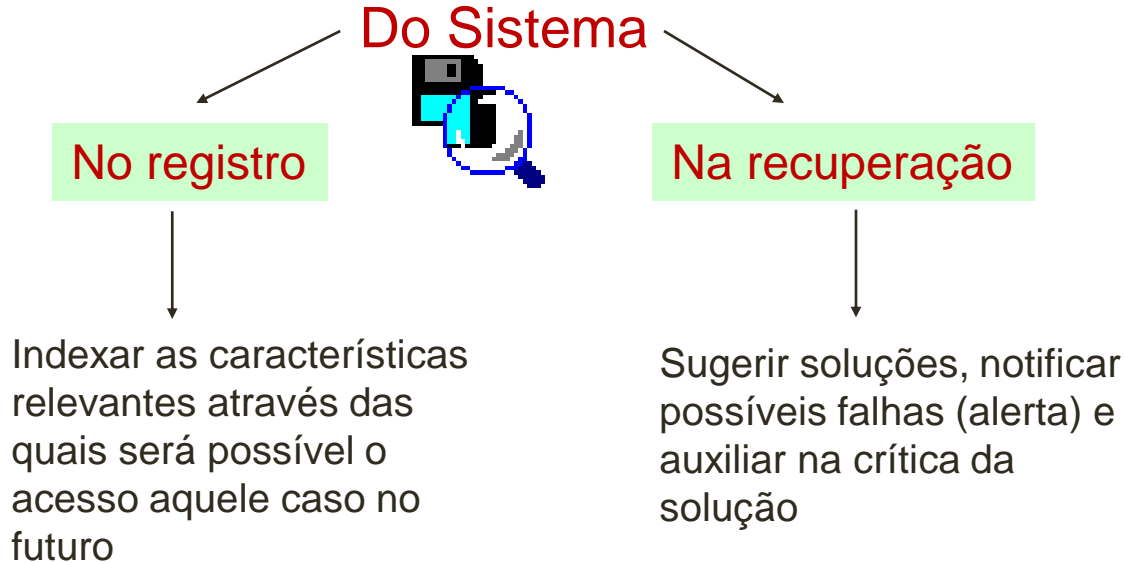 Do Sistema
No registro
Na recuperação
Indexar as características
relevantes através das
quais será possível o
acesso aquele caso no
futuro
Sugerir soluções, notificar
possíveis falhas (alerta) e
auxiliar na crítica da
solução